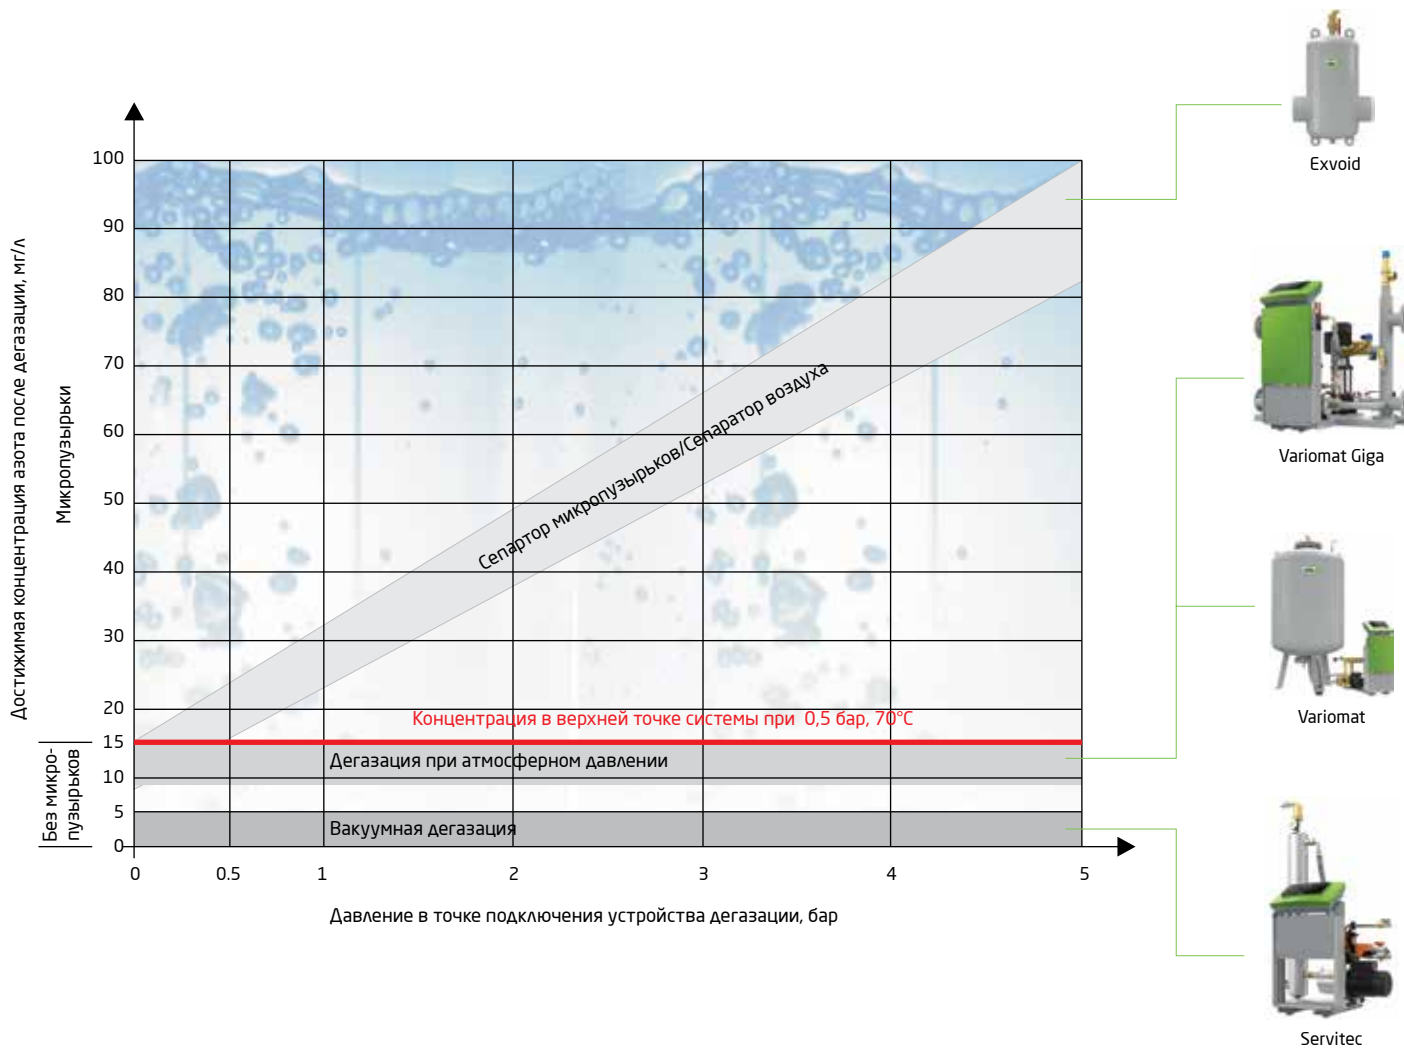 Exvoid
Variomat Giga
Variomat
Servitec
Достижимая концентрация азота после дегазации, мг/л
Микропузырьки
Без микро-
пузырьков
100
90
80
70
60
50
40
30
20
15
10
5
0
Сепартор микропузырьков/Сепаратор воздуха
Концентрация в верхней точке системы при 0,5 бар, 70°C
Дегазация при атмосферном давлении
Вакуумная дегазация
0 0.5 1 2 3 4 5
Давление в точке подключения устройства дегазации, бар